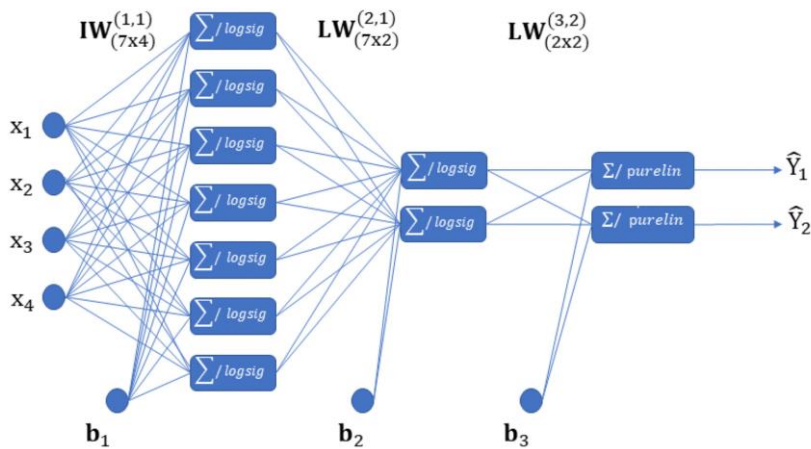 IW(1,1)(7x4)
LW(2,1)(7x2)
LW(3,2)(2x2)
∑/logsig
∑/logsig
∑/logsig
∑/logsig
∑/logsig
∑/logsig
∑/logsig
x1
x2
x3
x4
b1
∑/logsig
∑/logsig
b2
Σ/ purelin
Σ/ purelin
b3
Ŷ1
Ŷ2